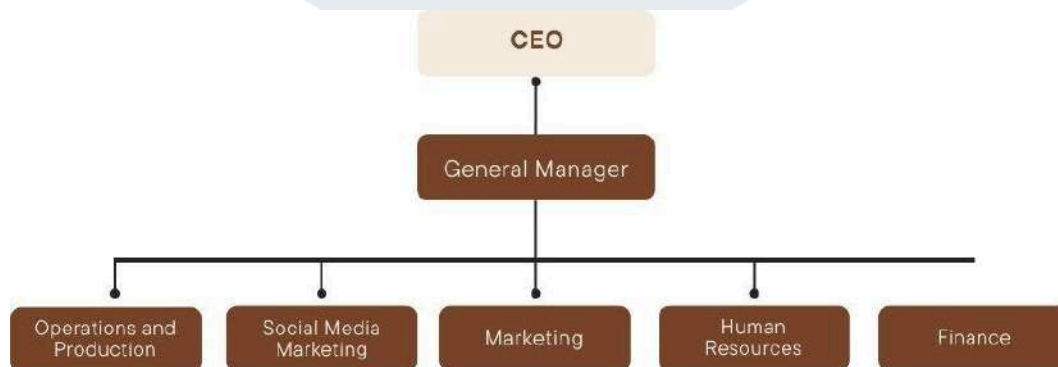 CEO
General Manager
Operations and
Production
Social Media
Marketing
Marketing
Human
Resources
Finance